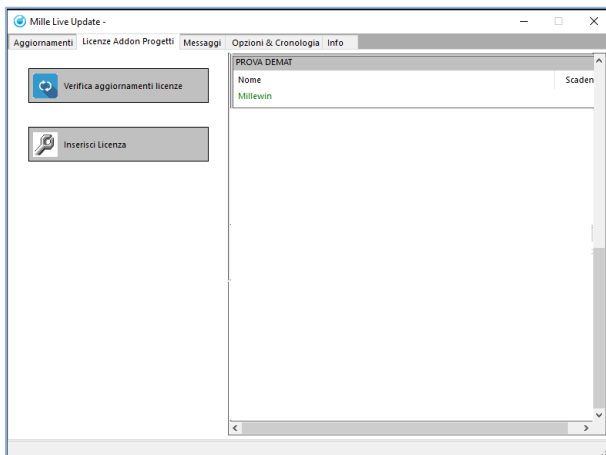 Mille Live Update -
Aggiornamenti Licenze Addon Progetti Messaggi Opzioni & Cronologia Info
Verifica aggiornamenti licenze
Inserisci Licenza
PROVA DEMAT
Nome Scaden
Millewin